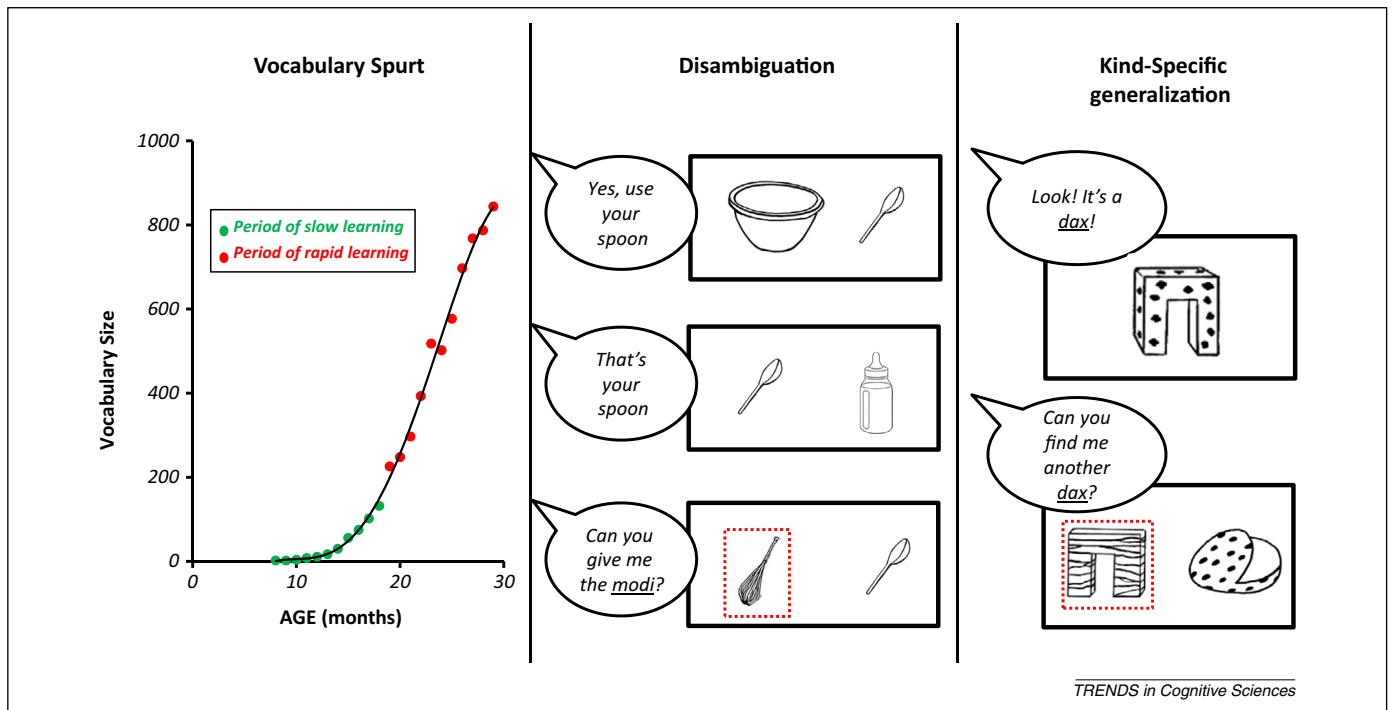 Vocabulary Spurt
1000
800
600
400
200
0
Vocabulary Size
Period of slow learning
Period of rapid learning
0
10
20
30
AGE (months)
Disambiguation
Yes, use
your
spoon
That’s
your
spoon
Can you
give me
the modi?
Kind-Specific
generalization
Look! It’s a
dax!
Can you
find me
another
dax?
TRENDS in Cognitive Sciences